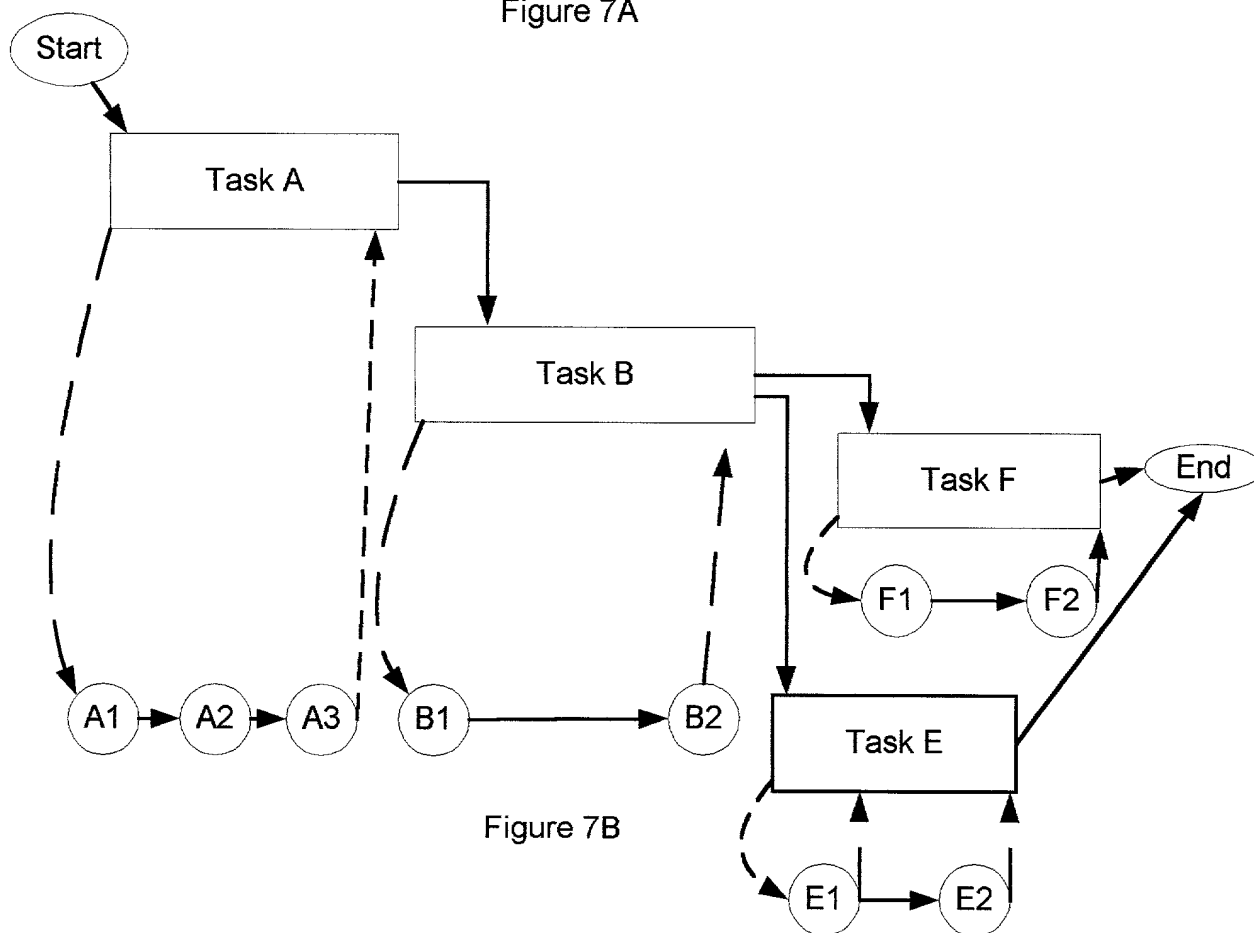 Figure 7A
Start
Task A
Task B
Task F
End
F1
F2
A1
A2
A3
B1
B2
Task E
Figure 7B
E1
E2